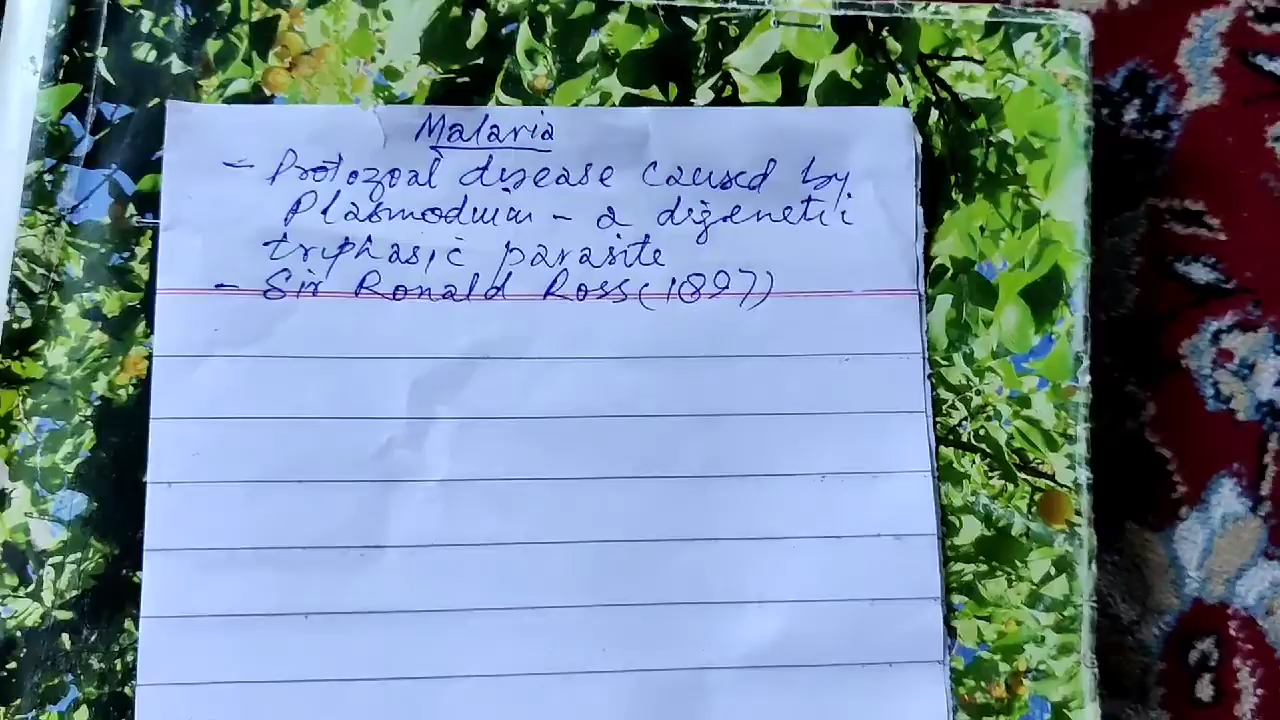 Malaria
- Protozoal disease caused by
Plasmodium - a digenetic
triphasic parasite
- Sir Ronald Ross (1897)